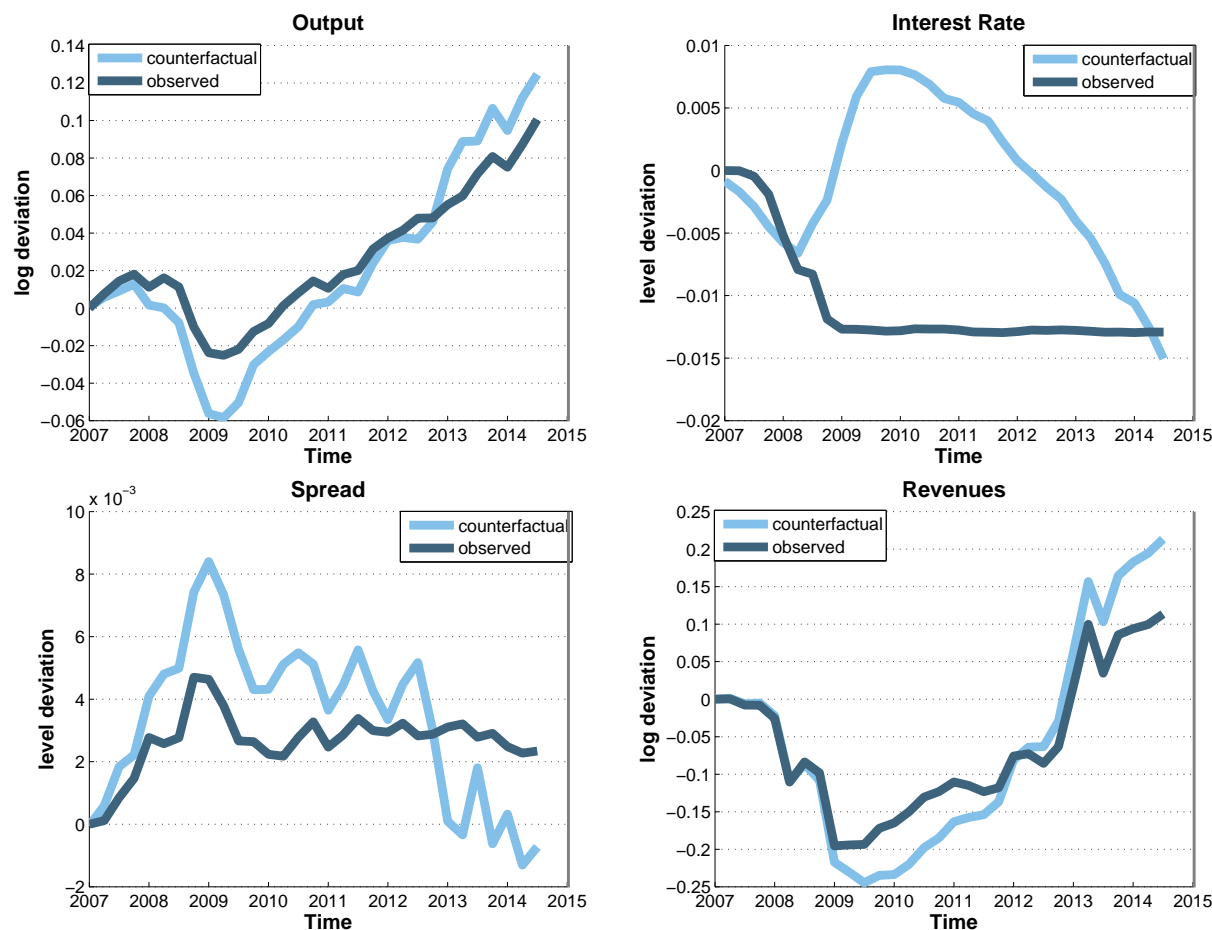 Output
0.14
0.12
0.1
0.08
0.06
0.04
0.02
0
−0.02
−0.04
−0.06
log deviation
counterfactual
observed
2007 2008 2009 2010 2011 2012 2013 2014 2015
Time
Interest Rate
0.01
0.005
0
−0.005
−0.01
−0.015
−0.02
level deviation
counterfactual
observed
2007 2008 2009 2010 2011 2012 2013 2014 2015
Time
Spread
x 10⁻³
10
8
6
4
2
0
−2
level deviation
counterfactual
observed
2007 2008 2009 2010 2011 2012 2013 2014 2015
Time
Revenues
0.25
0.2
0.15
0.1
0.05
0
−0.05
−0.1
−0.15
−0.2
−0.25
log deviation
counterfactual
observed
2007 2008 2009 2010 2011 2012 2013 2014 2015
Time